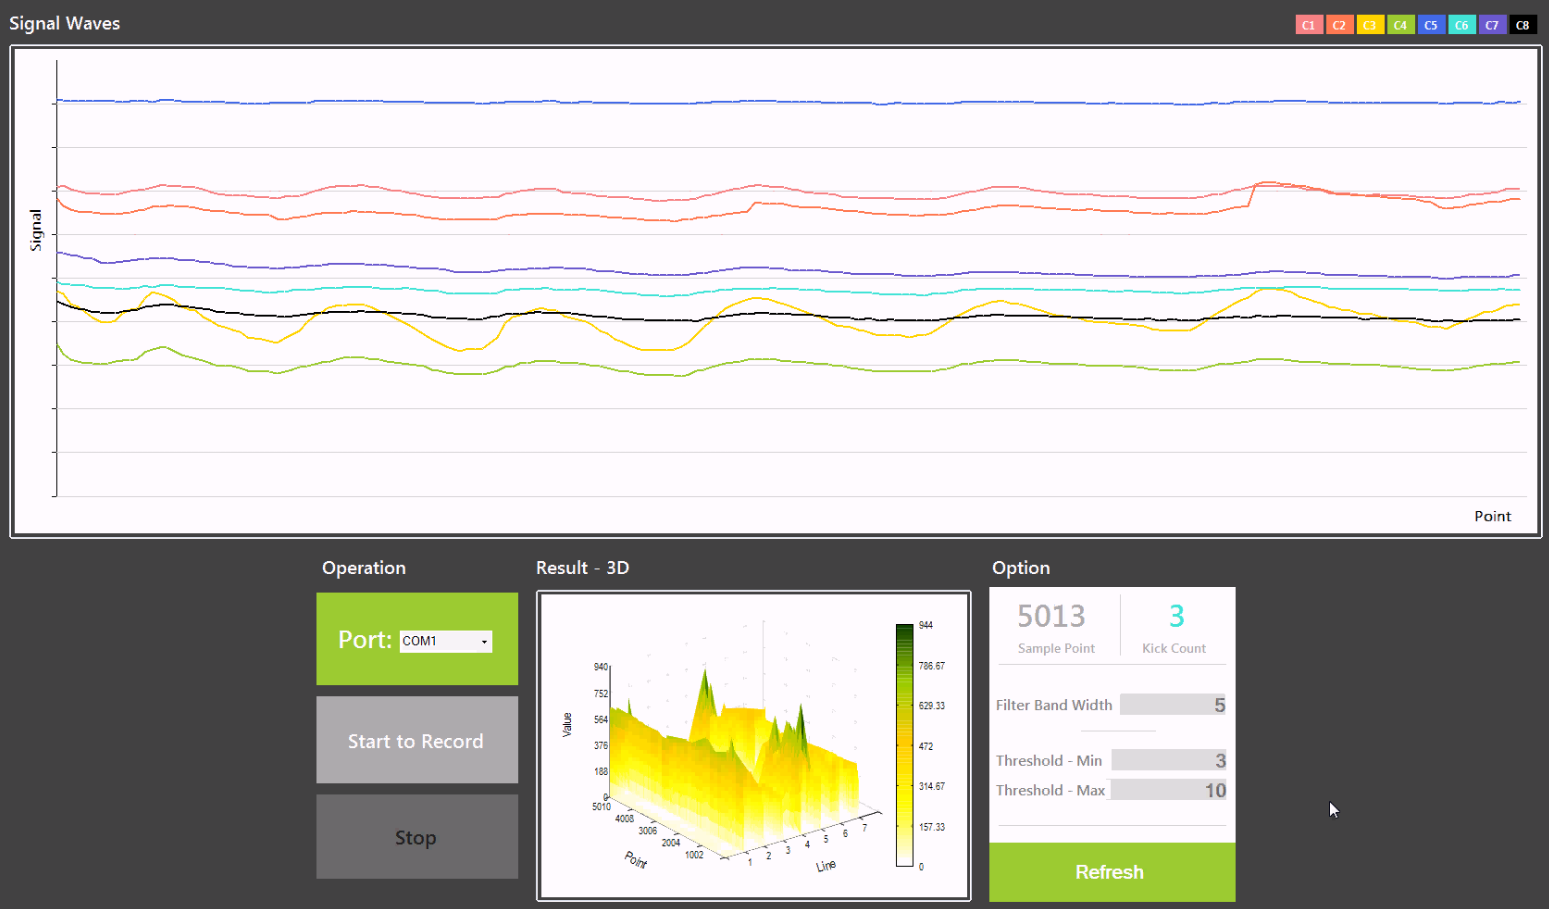 Signal Waves
C1 C2 C3 C4 C5 C6 C7 C8
Signal
Point
Operation
Port: COM1
Start to Record
Stop
Result - 3D
940
752
564
376
188
0
Value
5010
4008
3006
2004
1002
Point
1 2 3 4 5 6 7
Line
944
786.67
629.33
472
314.67
157.33
0
Option
5013 3
Sample Point Kick Count
Filter Band Width 5
Threshold - Min 3
Threshold - Max 10
Refresh